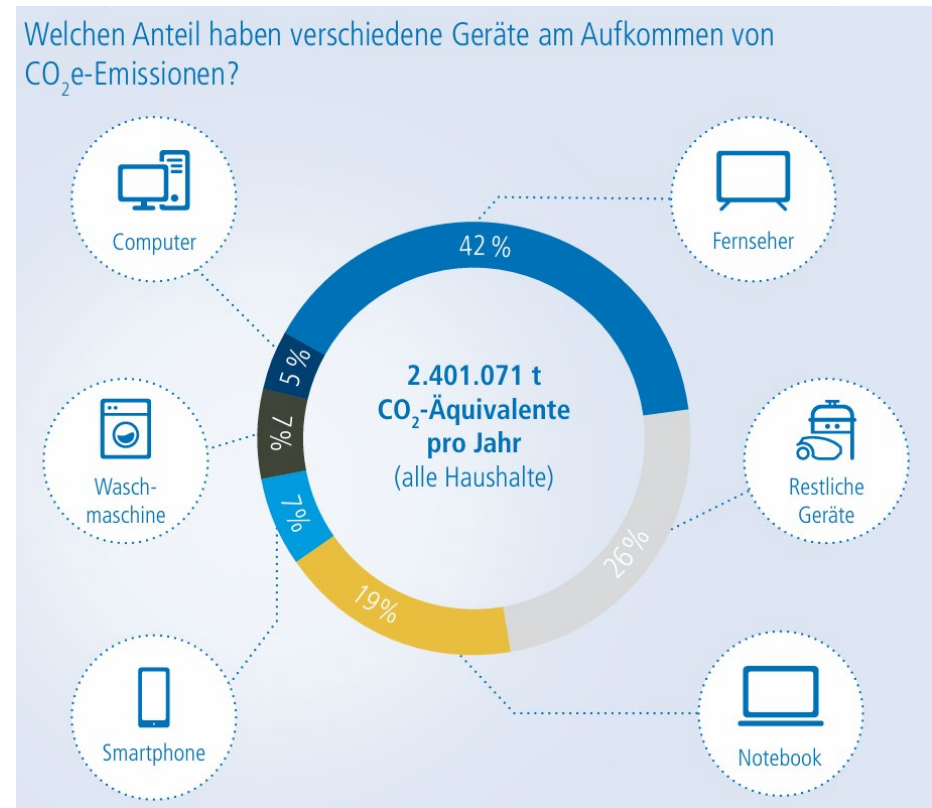 Welchen Anteil haben verschiedene Geräte am Aufkommen von
CO₂e-Emissionen?
Computer
42 %
Fernseher
5 %
2.401.071 t
CO₂-Äquivalente
pro Jahr
(alle Haushalte)
7%
Wasch-
maschine
Restliche
Geräte
7%
26%
19%
Smartphone
Notebook